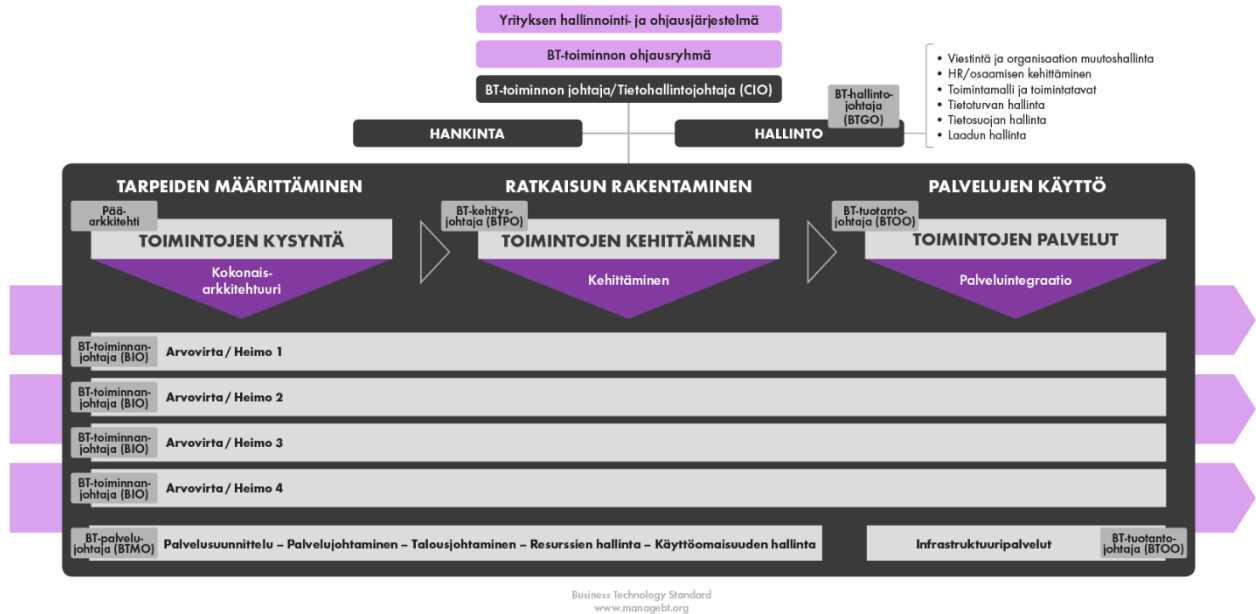 Yrityksen hallinnointi- ja ohjausjärjestelmä
BT-toiminnon ohjausryhmä
BT-toiminnon johtaja/Tietohallintojohtaja (CIO)
BT-hallinto-
johtaja
(BTGO)
• Viestintä ja organisaation muutoshallinta
• HR/osaamisen kehittäminen
• Toimintamalli ja toimintatavat
• Tietoturvan hallinta
• Tietosuojan hallinta
• Laadun hallinta
HANKINTA
HALLINTO
TARPEIDEN MÄÄRITTÄMINEN
RATKAISUN RAKENTAMINEN
PALVELUJEN KÄYTTÖ
Pää-
arkkitehti
TOIMINTOJEN KYSYNTÄ
Kokonais-
arkkitehtuuri
BT-kehitys-
johtaja (BTPO)
TOIMINTOJEN KEHITTÄMINEN
Kehittäminen
BT-tuotanto-
johtaja (BTOO)
TOIMINTOJEN PALVELUT
Palveluintegraatio
BT-toiminnan-
johtaja (BIO)
Arvovirta / Heimo 1
BT-toiminnan-
johtaja (BIO)
Arvovirta / Heimo 2
BT-toiminnan-
johtaja (BIO)
Arvovirta / Heimo 3
BT-toiminnan-
johtaja (BIO)
Arvovirta / Heimo 4
BT-palvelu-
johtaja (BTMO)
Palvelusuunnittelu – Palvelujohtaminen – Talousjohtaminen – Resurssien hallinta – Käyttöomaisuuden hallinta
Infrastruktuuripalvelut
BT-tuotanto-
johtaja (BTOO)
Business Technology Standard
www.managebt.org